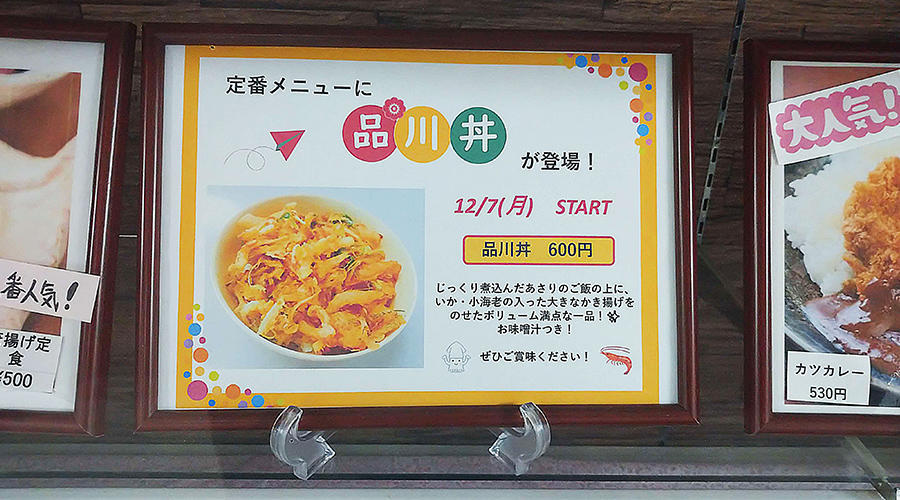 定番メニューに
品川丼
が登場！
12/7(月) START
品川丼 600円
じっくり煮込んだあさりのご飯の上に、
いか・小海老の入った大きなかき揚げを
のせたボリューム満点な一品！
お味噌汁つき！
ぜひご賞味ください！
番人気！
揚げ定
食
¥500
大人気！
カツカレー
530円